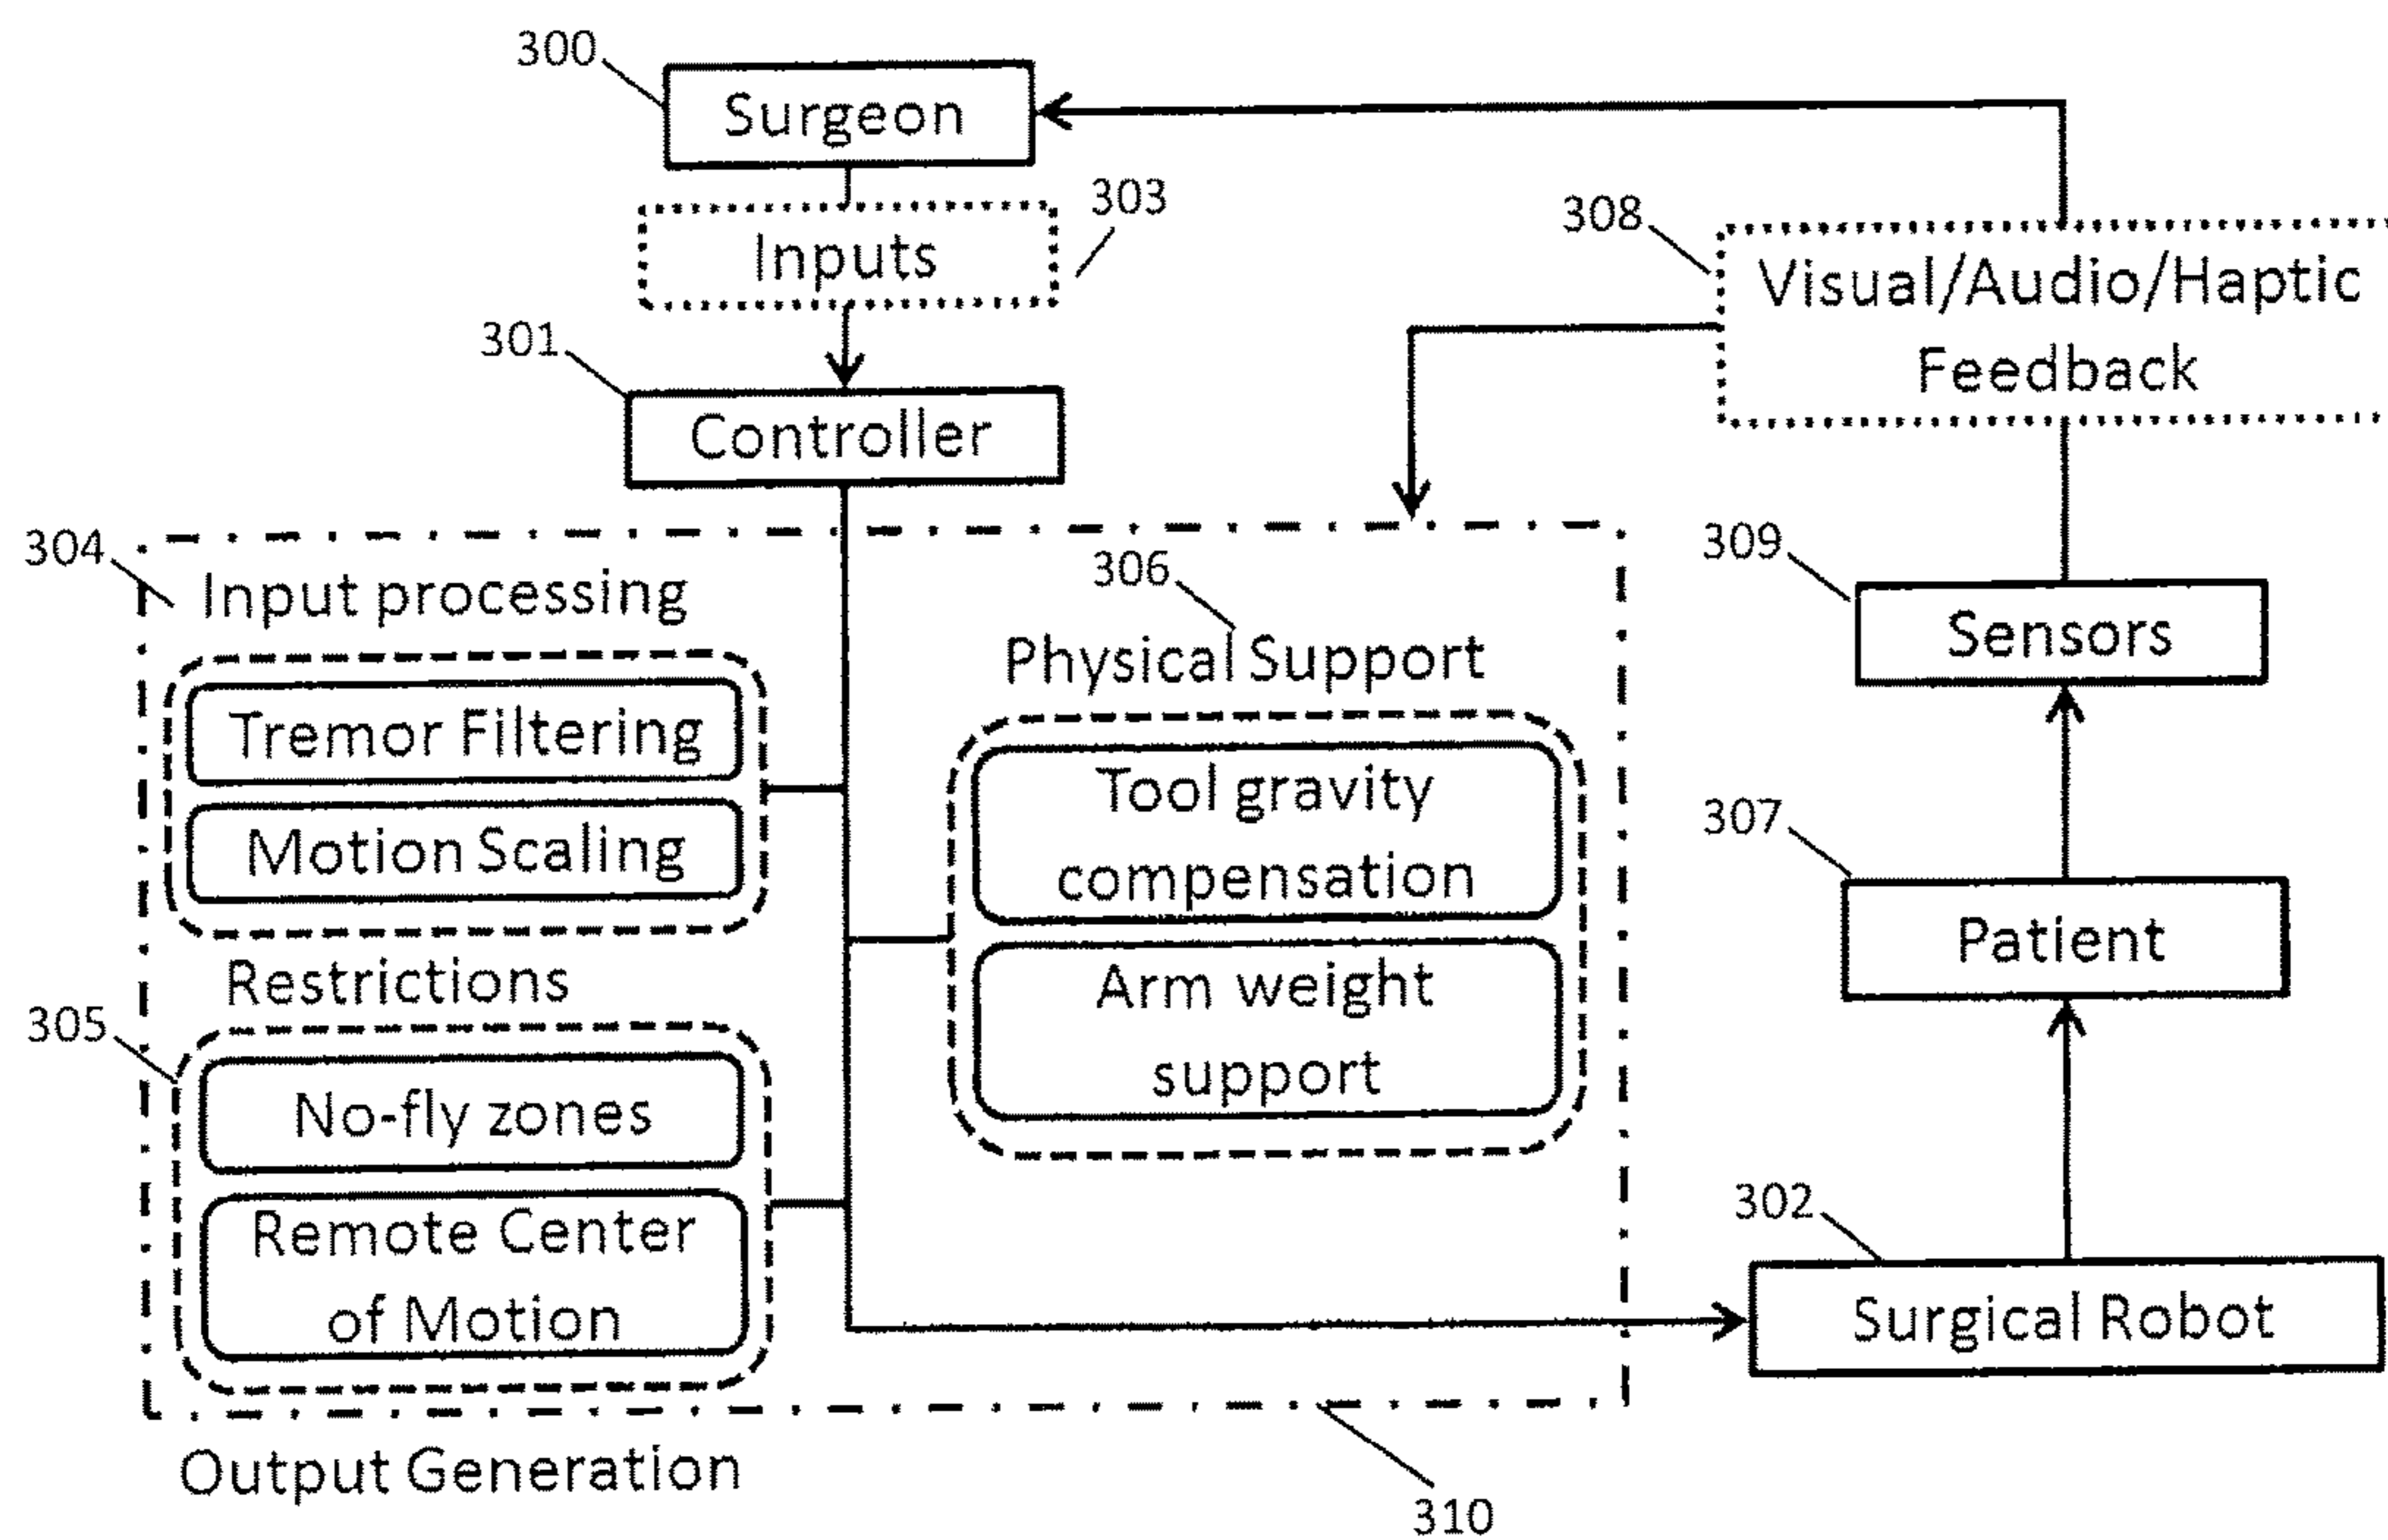 300
Surgeon
303
Inputs
308
Visual/Audio/Haptic
Feedback
301
Controller
304
Input processing
306
Physical Support
309
Sensors
Tremor Filtering
Motion Scaling
Tool gravity
compensation
Arm weight
support
307
Patient
Restrictions
305
No-fly zones
Remote Center
of Motion
302
Surgical Robot
Output Generation
310